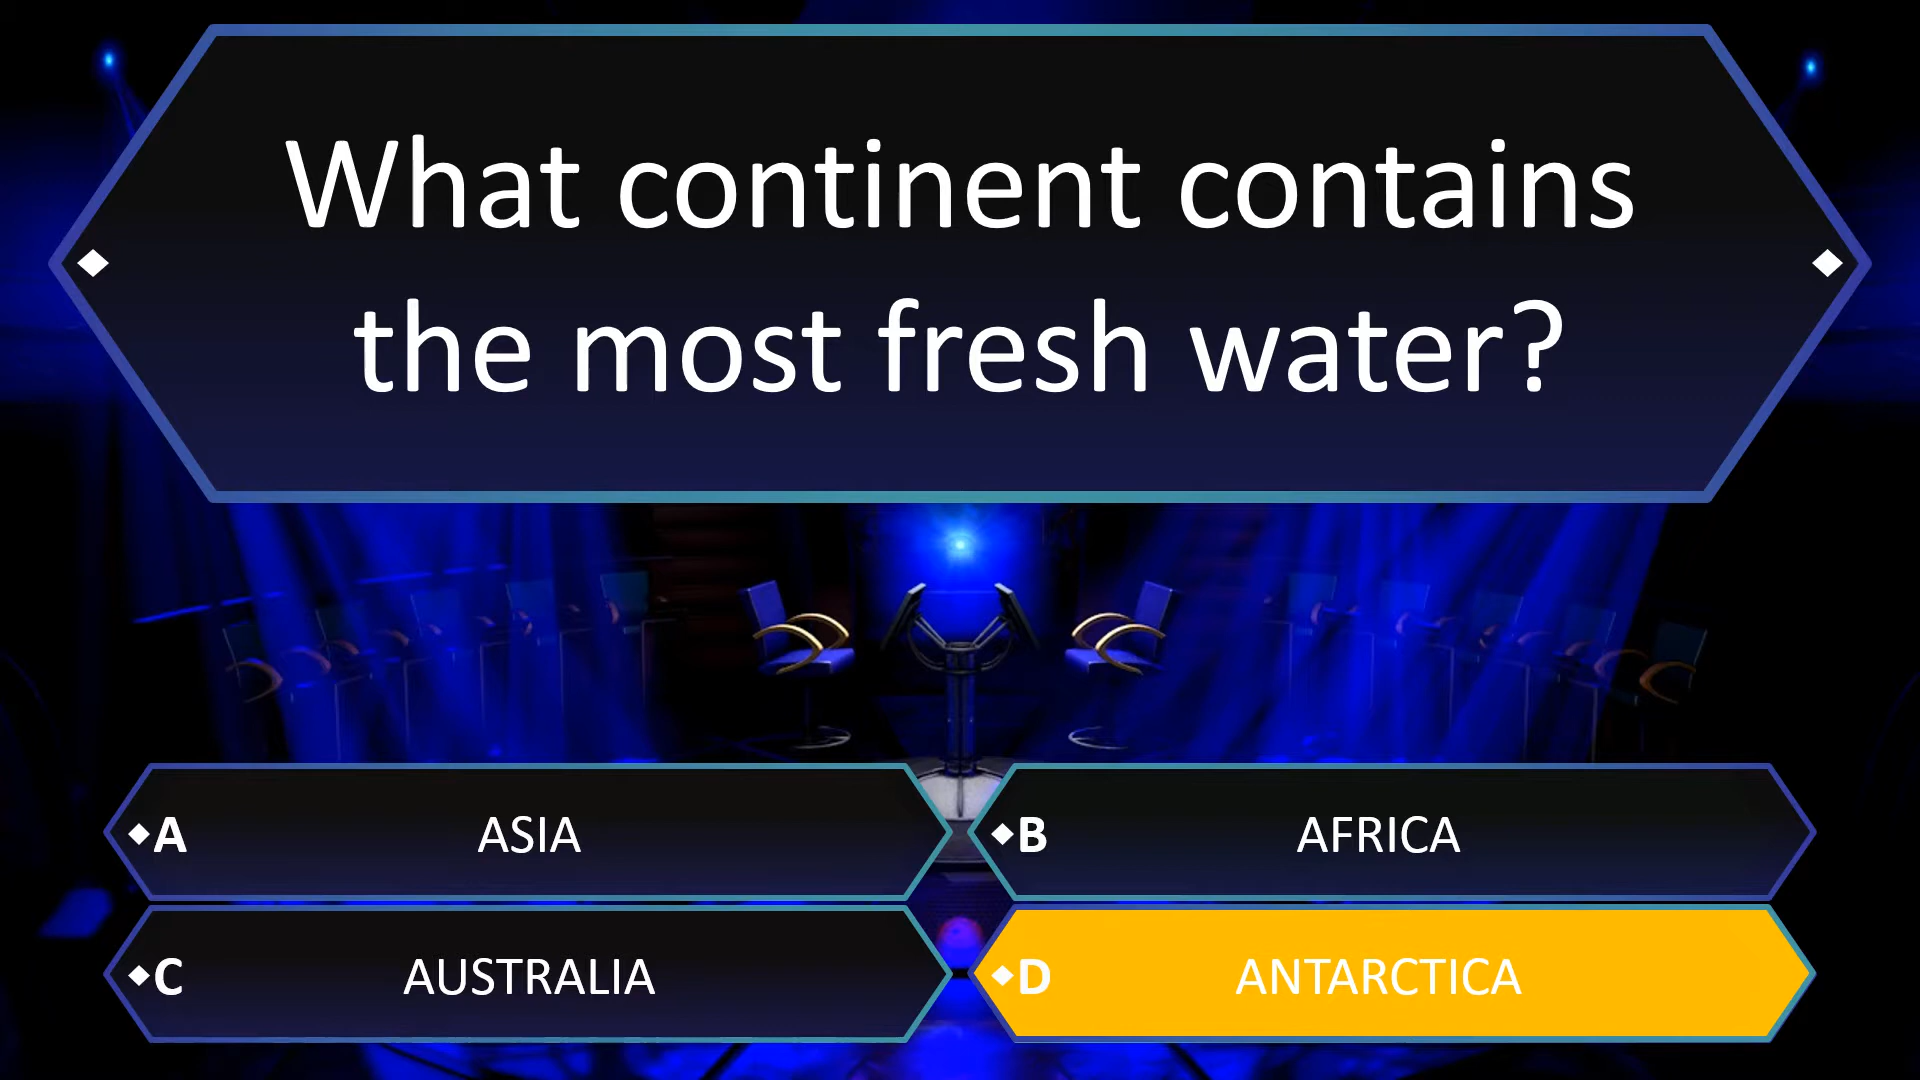 What continent contains
the most fresh water?
A ASIA
B AFRICA
C AUSTRALIA
D ANTARCTICA